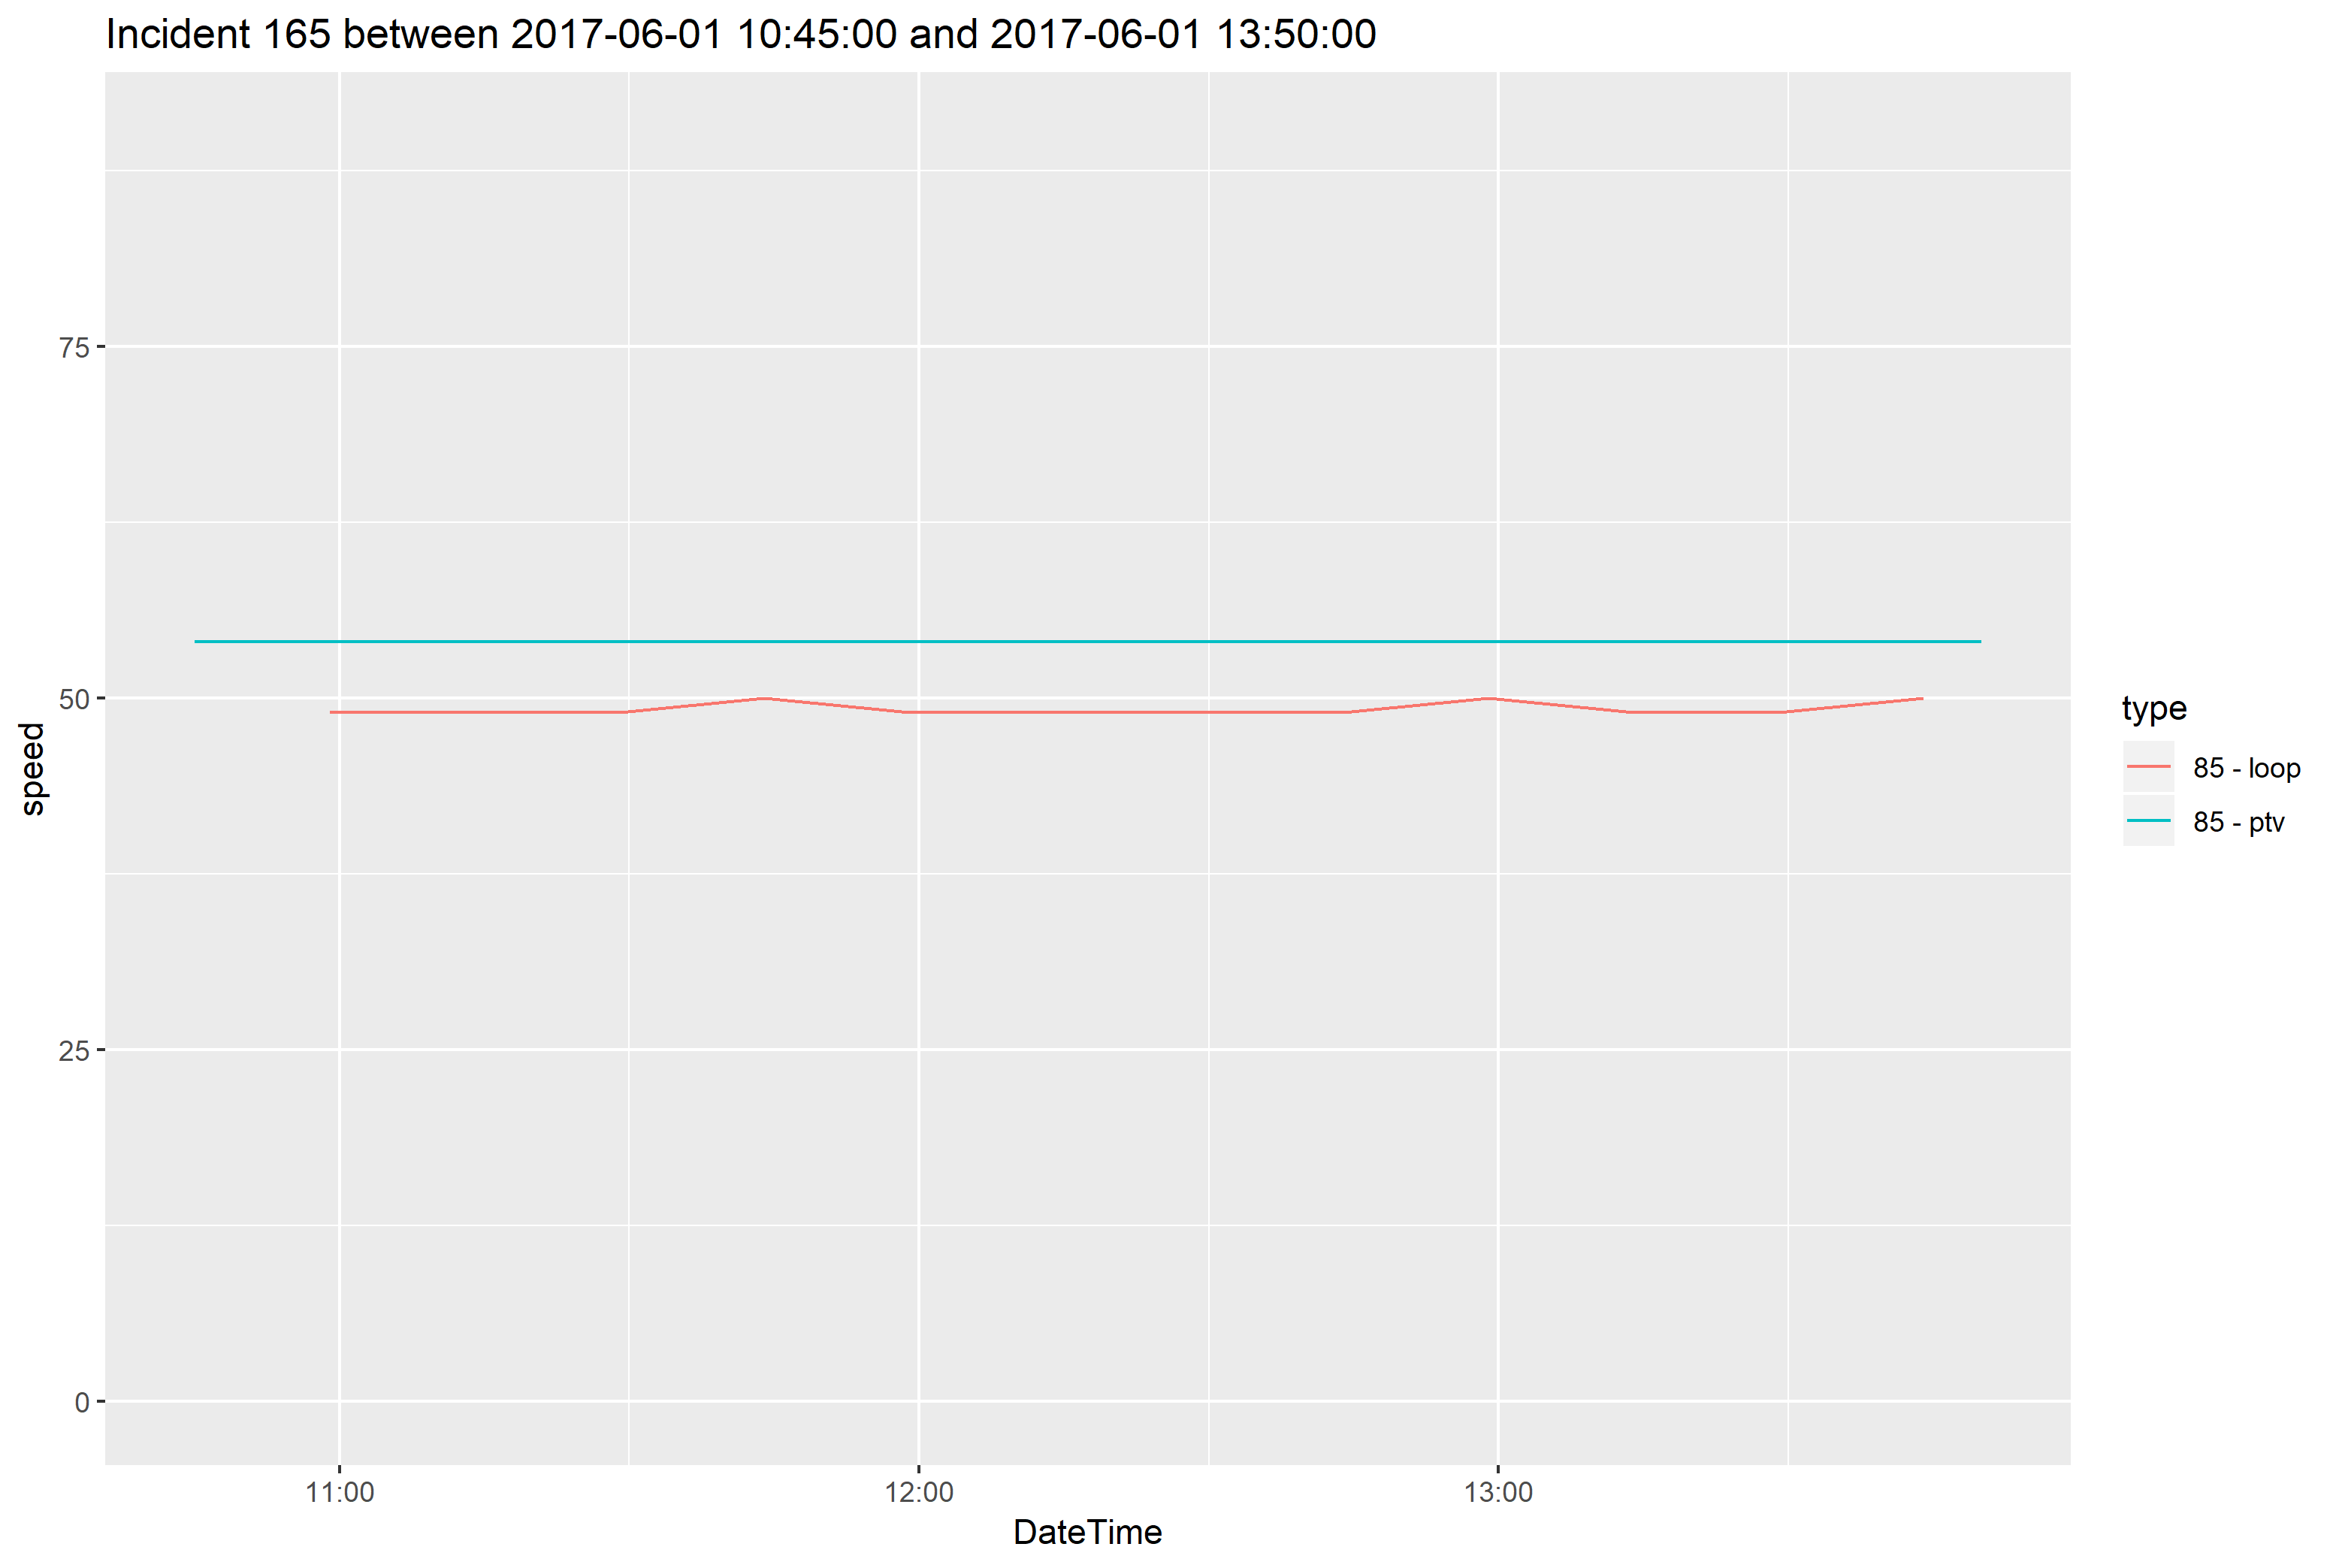 Incident 165 between 2017-06-01 10:45:00 and 2017-06-01 13:50:00
75
50
25
0
speed
11:00
12:00
13:00
DateTime
type
85 - loop
85 - ptv